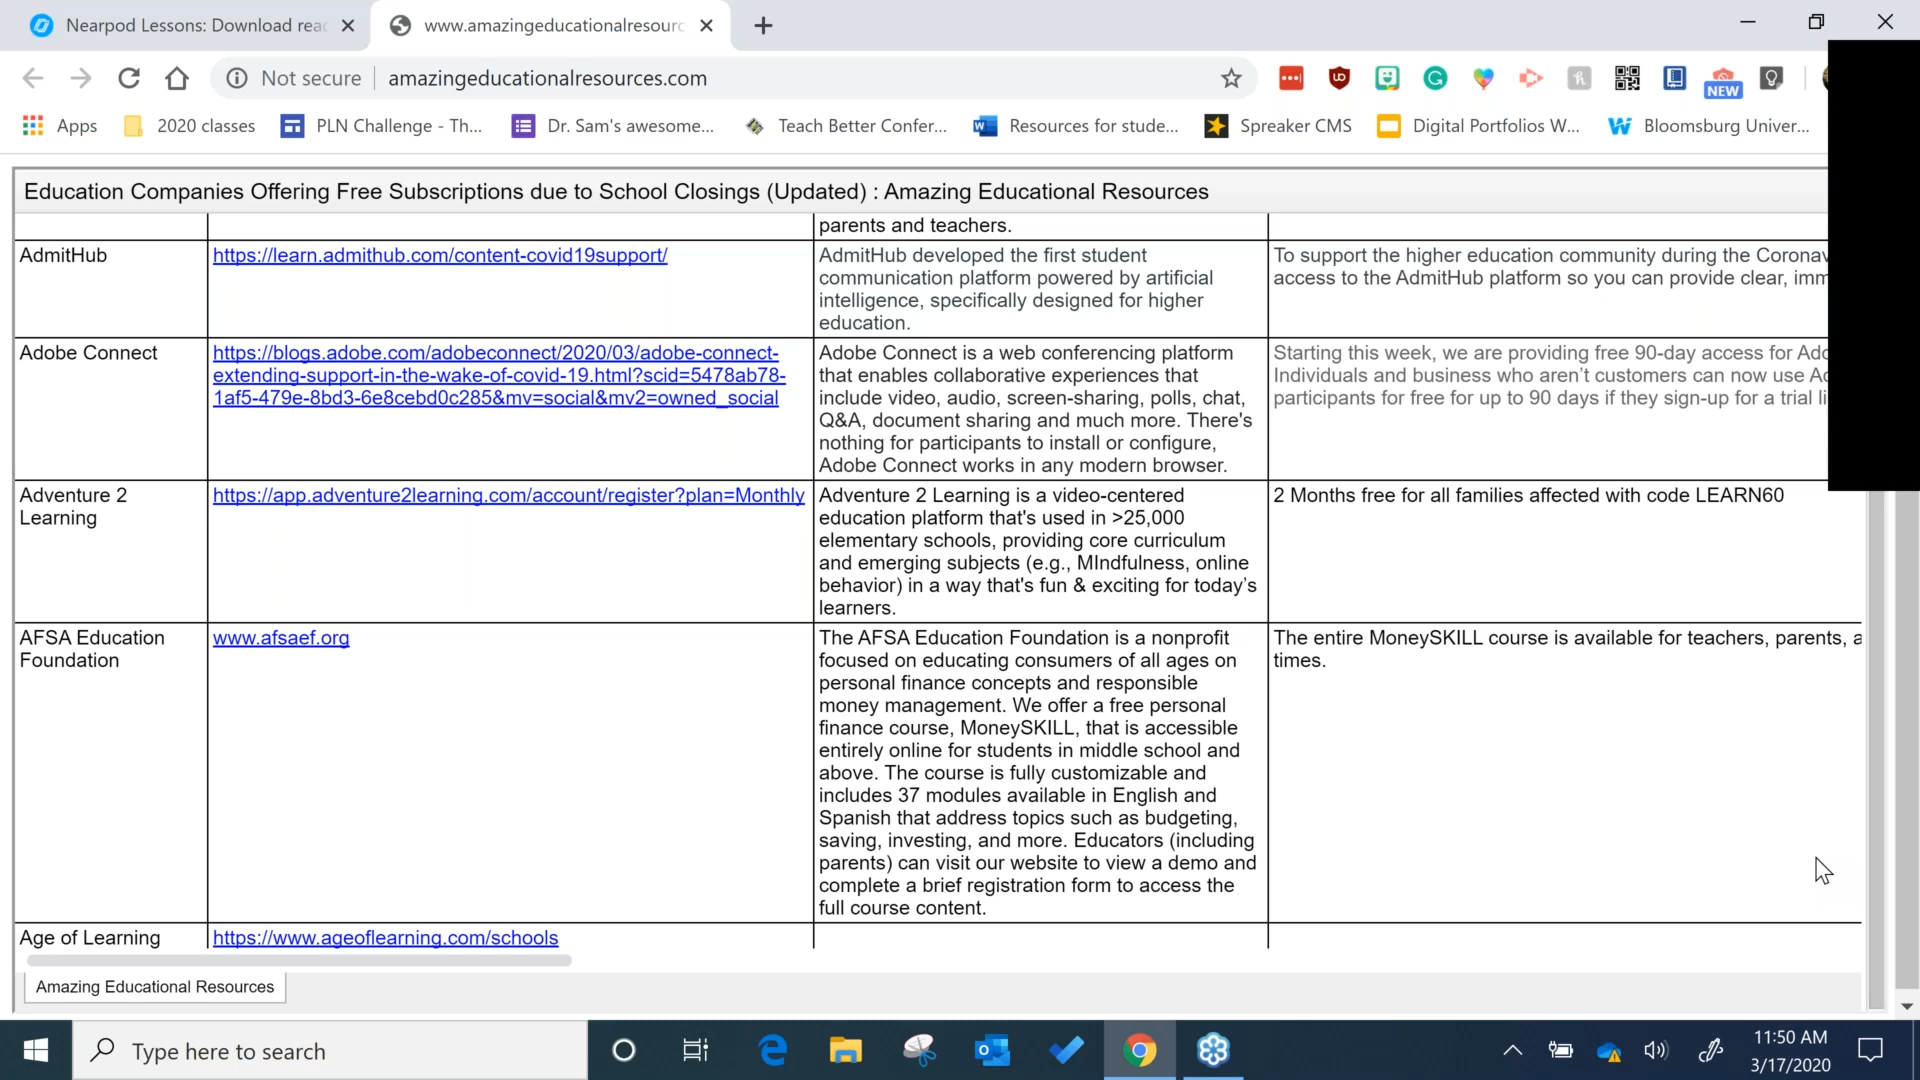 Nearpod Lessons: Download rea
www.amazingeducationalresourc
Not secure
amazingeducationalresources.com
NEW
Apps
2020 classes
PLN Challenge - Th...
Dr. Sam's awesome...
Teach Better Confer...
Resources for stude...
Spreaker CMS
Digital Portfolios W...
Bloomsburg Univer...
Education Companies Offering Free Subscriptions due to School Closings (Updated) : Amazing Educational Resources
parents and teachers.
AdmitHub
https://learn.admithub.com/content-covid19support/
AdmitHub developed the first student
communication platform powered by artificial
intelligence, specifically designed for higher
education.
To support the higher education community during the Coronav
access to the AdmitHub platform so you can provide clear, imm
Adobe Connect
https://blogs.adobe.com/adobeconnect/2020/03/adobe-connect-
extending-support-in-the-wake-of-covid-19.html?scid=5478ab78-
1af5-479e-8bd3-6e8cebd0c285&mv=social&mv2=owned_social
Adobe Connect is a web conferencing platform
that enables collaborative experiences that
include video, audio, screen-sharing, polls, chat,
Q&A, document sharing and much more. There's
nothing for participants to install or configure,
Adobe Connect works in any modern browser.
Starting this week, we are providing free 90-day access for Ado
Individuals and business who aren't customers can now use Ac
participants for free for up to 90 days if they sign-up for a trial li
Adventure 2
Learning
https://app.adventure2learning.com/account/register?plan=Monthly
Adventure 2 Learning is a video-centered
education platform that's used in >25,000
elementary schools, providing core curriculum
and emerging subjects (e.g., MIndfulness, online
behavior) in a way that's fun & exciting for today's
learners.
2 Months free for all families affected with code LEARN60
AFSA Education
Foundation
www.afsaef.org
The AFSA Education Foundation is a nonprofit
focused on educating consumers of all ages on
personal finance concepts and responsible
money management. We offer a free personal
finance course, MoneySKILL, that is accessible
entirely online for students in middle school and
above. The course is fully customizable and
includes 37 modules available in English and
Spanish that address topics such as budgeting,
saving, investing, and more. Educators (including
parents) can visit our website to view a demo and
complete a brief registration form to access the
full course content.
The entire MoneySKILL course is available for teachers, parents, a
times.
Age of Learning
https://www.ageoflearning.com/schools
Amazing Educational Resources
Type here to search
11:50 AM
3/17/2020